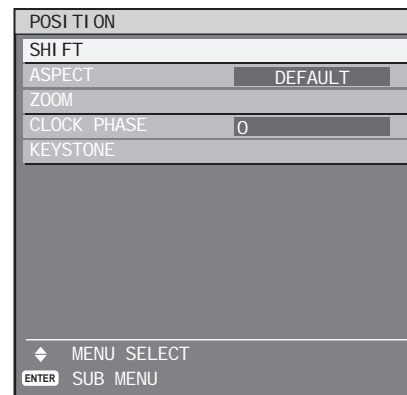 POSITION
SHIFT
ASPECT DEFAULT
ZOOM
CLOCK PHASE 0
KEYSTONE
MENU SELECT
ENTER SUB MENU